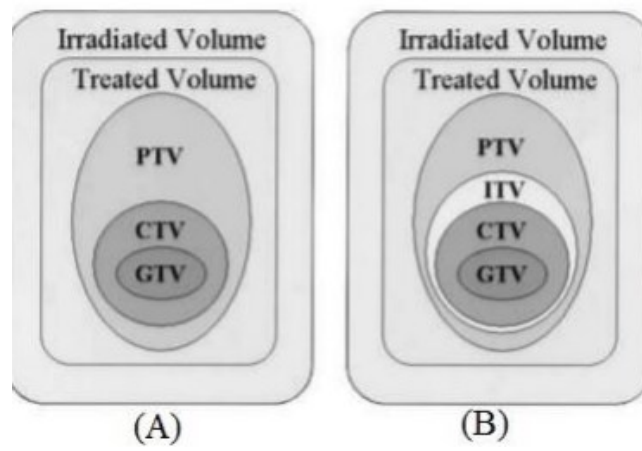 Irradiated Volume
Treated Volume
PTV
CTV
GTV
(A)
Irradiated Volume
Treated Volume
PTV
ITV
CTV
GTV
(B)